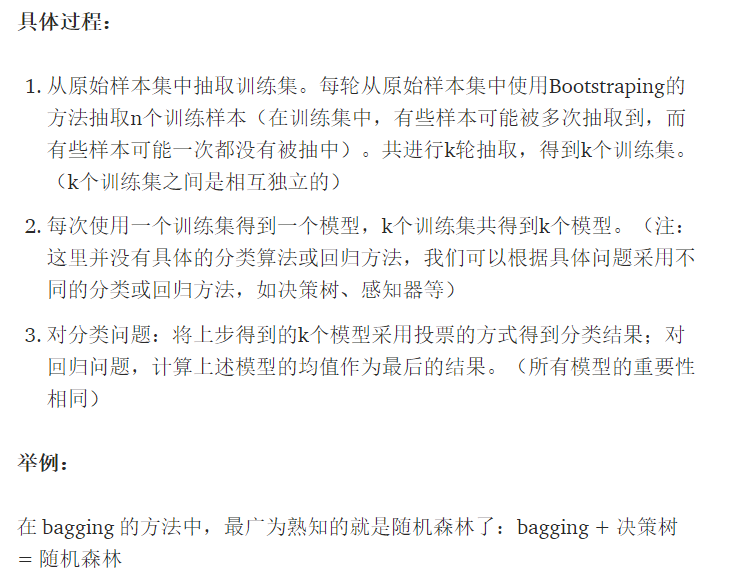 具体过程：
1. 从原始样本集中抽取训练集。每轮从原始样本集中使用Bootstraping的
方法抽取n个训练样本（在训练集中，有些样本可能被多次抽取到，而
有些样本可能一次都没有被抽中）。共进行k轮抽取，得到k个训练集。
（k个训练集之间是相互独立的）
2. 每次使用一个训练集得到一个模型，k个训练集共得到k个模型。（注：
这里并没有具体的分类算法或回归方法，我们可以根据具体问题采用不
同的分类或回归方法，如决策树、感知器等）
3. 对分类问题：将上步得到的k个模型采用投票的方式得到分类结果；对
回归问题，计算上述模型的均值作为最后的结果。（所有模型的重要性
相同）
举例：
在 bagging 的方法中，最广为熟知的就是随机森林了：bagging + 决策树
= 随机森林